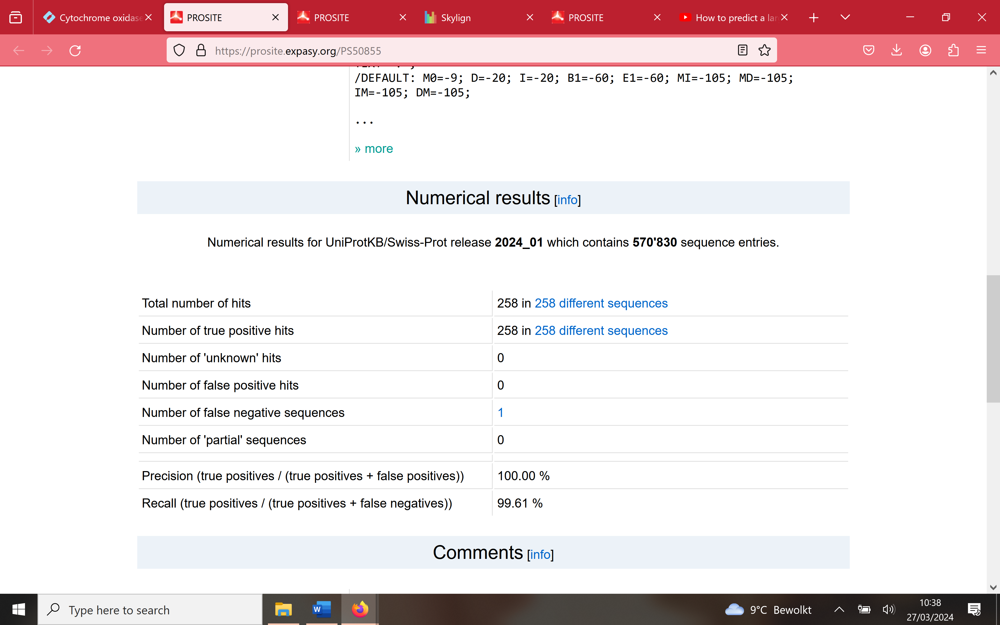 Cytochrome oxidase
PROSITE
PROSITE
Skylign
PROSITE
How to predict a lar
https://prosite.expasy.org/PS50855
/DEFAULT: M0=-9; D=-20; I=-20; B1=-60; E1=-60; MI=-105; MD=-105;
IM=-105; DM=-105;
...
» more
Numerical results [info]
Numerical results for UniProtKB/Swiss-Prot release 2024_01 which contains 570'830 sequence entries.
Total number of hits 258 in 258 different sequences
Number of true positive hits 258 in 258 different sequences
Number of 'unknown' hits 0
Number of false positive hits 0
Number of false negative sequences 1
Number of 'partial' sequences 0
Precision (true positives / (true positives + false positives)) 100.00 %
Recall (true positives / (true positives + false negatives)) 99.61 %
Comments [info]
Type here to search
W
9°C Bewolkt
10:38
27/03/2024